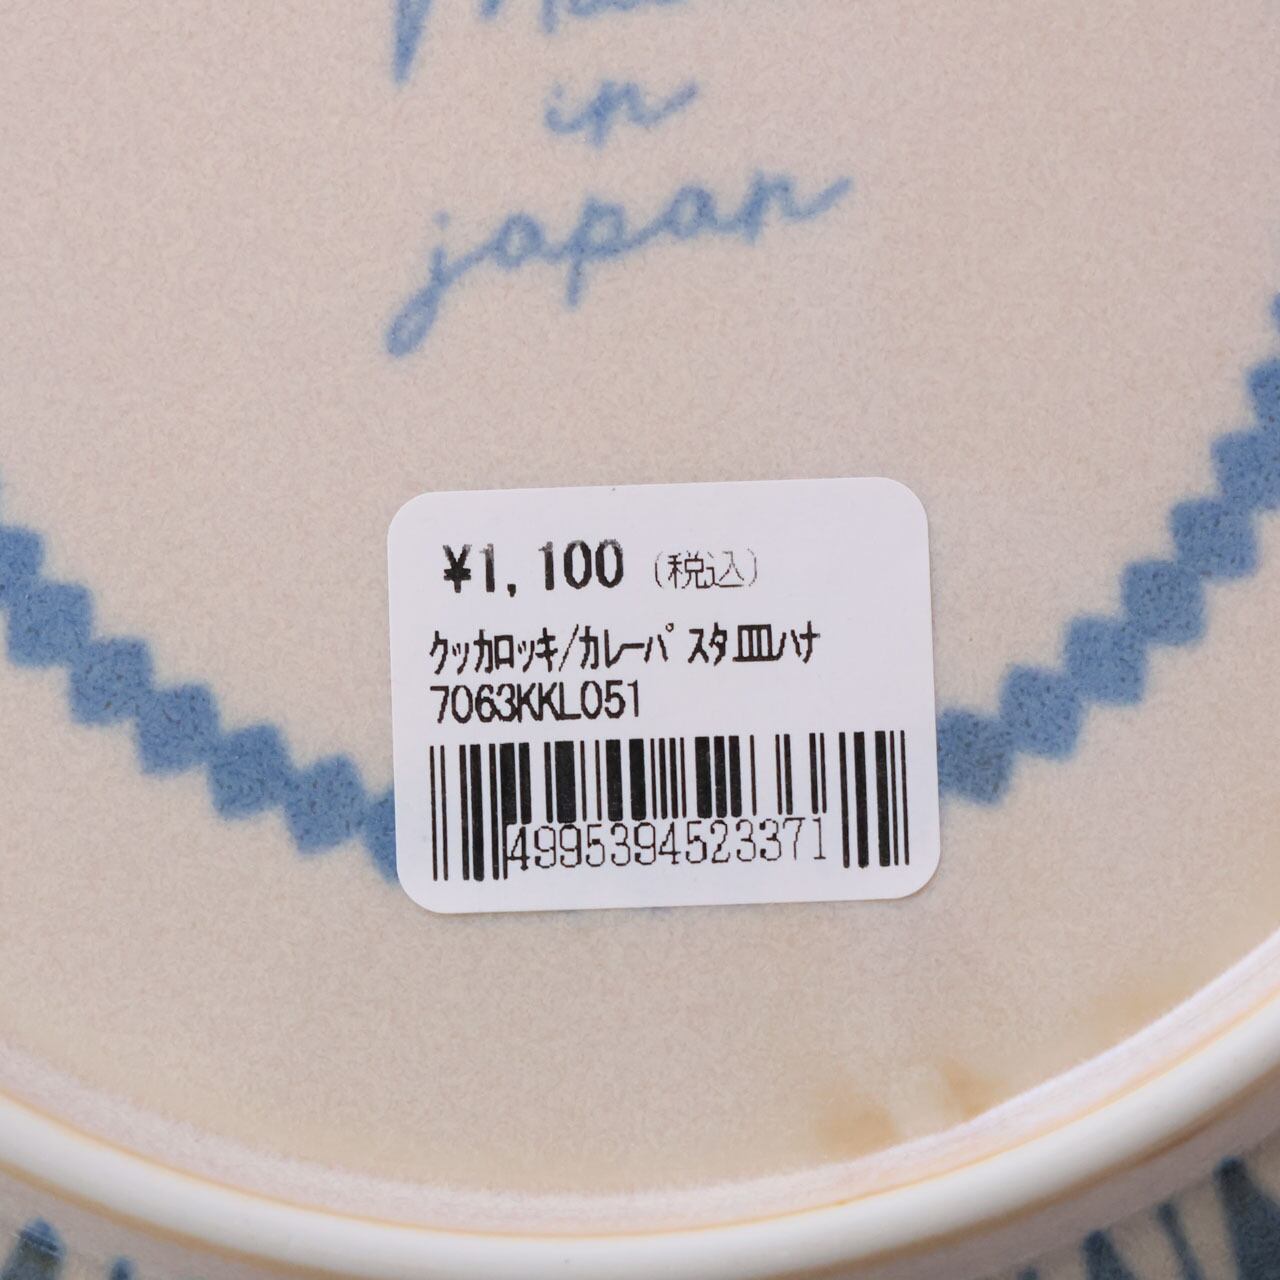 in
japan
¥1,100 (税込)
クッカロッキ/カレーパスタ皿ハナ
7063KKL051
4995394523371